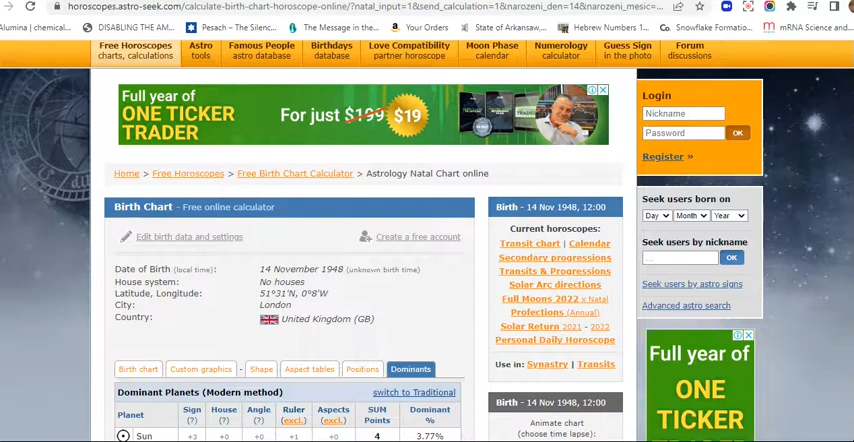 horoscopes.astro-seek.com/calculate-birth-chart-horoscope-online/?natal_input=1&send_calculation=1&narozeni_den=14&narozeni_mesic=...
Alumina | chemical...
DISABLING THE AM...
Pesach – The Silenc...
The Message in the...
Your Orders
State of Arkansaw,...
Hebrew Numbers 1...
Co. Snowflake Formatio...
mRNA Science and
Free Horoscopes
charts, calculations
Astro
tools
Famous People
astro database
Birthdays
database
Love Compatibility
partner horoscope
Moon Phase
calendar
Numerology
calculator
Guess Sign
in the photo
Forum
discussions
Full year of
ONE TICKER
TRADER
For just $199 $19
Login
Nickname
Password
OK
Register »
Home > Free Horoscopes > Free Birth Chart Calculator > Astrology Natal Chart online
Birth Chart - Free online calculator
Edit birth data and settings
Create a free account
Date of Birth (local time): 14 November 1948 (unknown birth time)
House system: No houses
Latitude, Longitude: 51°31'N, 0°8'W
City: London
Country: United Kingdom (GB)
Birth chart
Custom graphics
-
Shape
Aspect tables
Positions
Dominants
Dominant Planets (Modern method) switch to Traditional
Planet
Sign
(?)
House
(?)
Angle
(?)
Ruler
(excl.)
Aspects
(excl.)
SUM
Points
Dominant
%
Sun +3 +0 +0 +1 +0 4 3.77%
Birth - 14 Nov 1948, 12:00
Current horoscopes:
Transit chart | Calendar
Secondary progressions
Transits & Progressions
Solar Arc directions
Full Moons 2022 x Natal
Profections (Annual)
Solar Return 2021 - 2022
Personal Daily Horoscope
Use in: Synastry | Transits
Birth - 14 Nov 1948, 12:00
Animate chart
(choose time lapse):
Seek users born on
Day
Month
Year
Seek users by nickname
...
OK
Seek users by astro signs
Advanced astro search
Full year of
ONE
TICKER